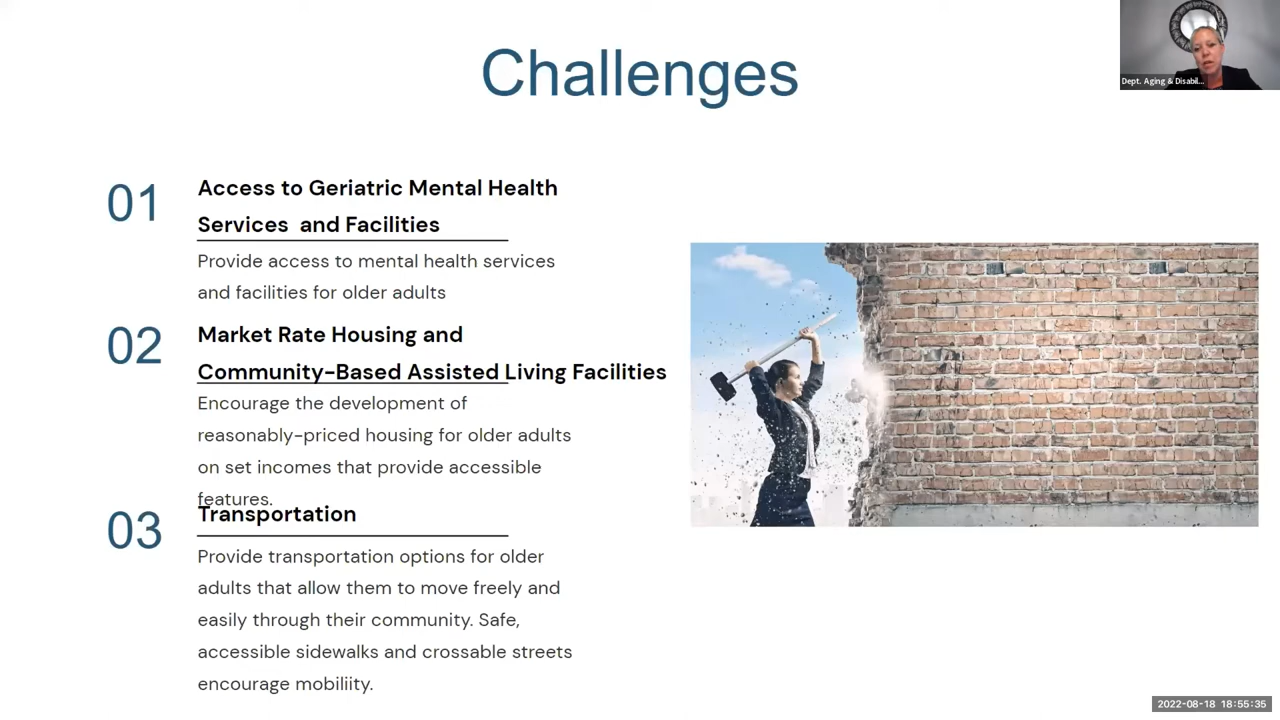 Challenges
Dept. Aging & Disabil...
01
Access to Geriatric Mental Health
Services  and Facilities
Provide access to mental health services
and facilities for older adults
02
Market Rate Housing and
Community-Based Assisted Living Facilities
Encourage the development of
reasonably-priced housing for older adults
on set incomes that provide accessible
features.
03
Transportation
Provide transportation options for older
adults that allow them to move freely and
easily through their community. Safe,
accessible sidewalks and crossable streets
encourage mobiliity.
2022-08-18 18:55:35